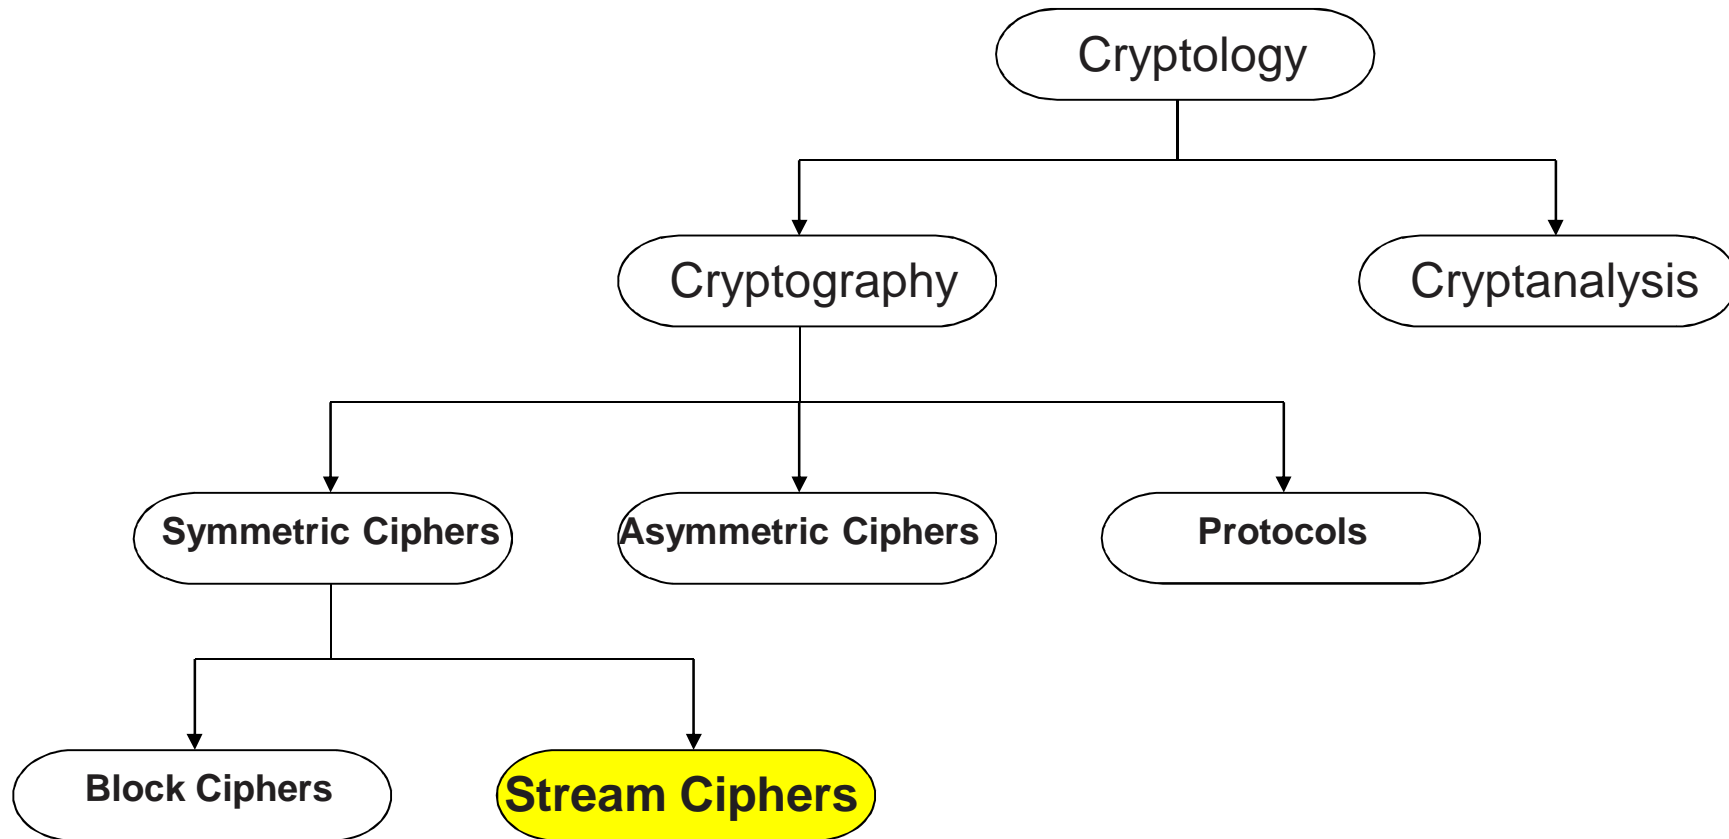 Cryptology
Cryptography
Cryptanalysis
Symmetric Ciphers
Asymmetric Ciphers
Protocols
Block Ciphers
Stream Ciphers